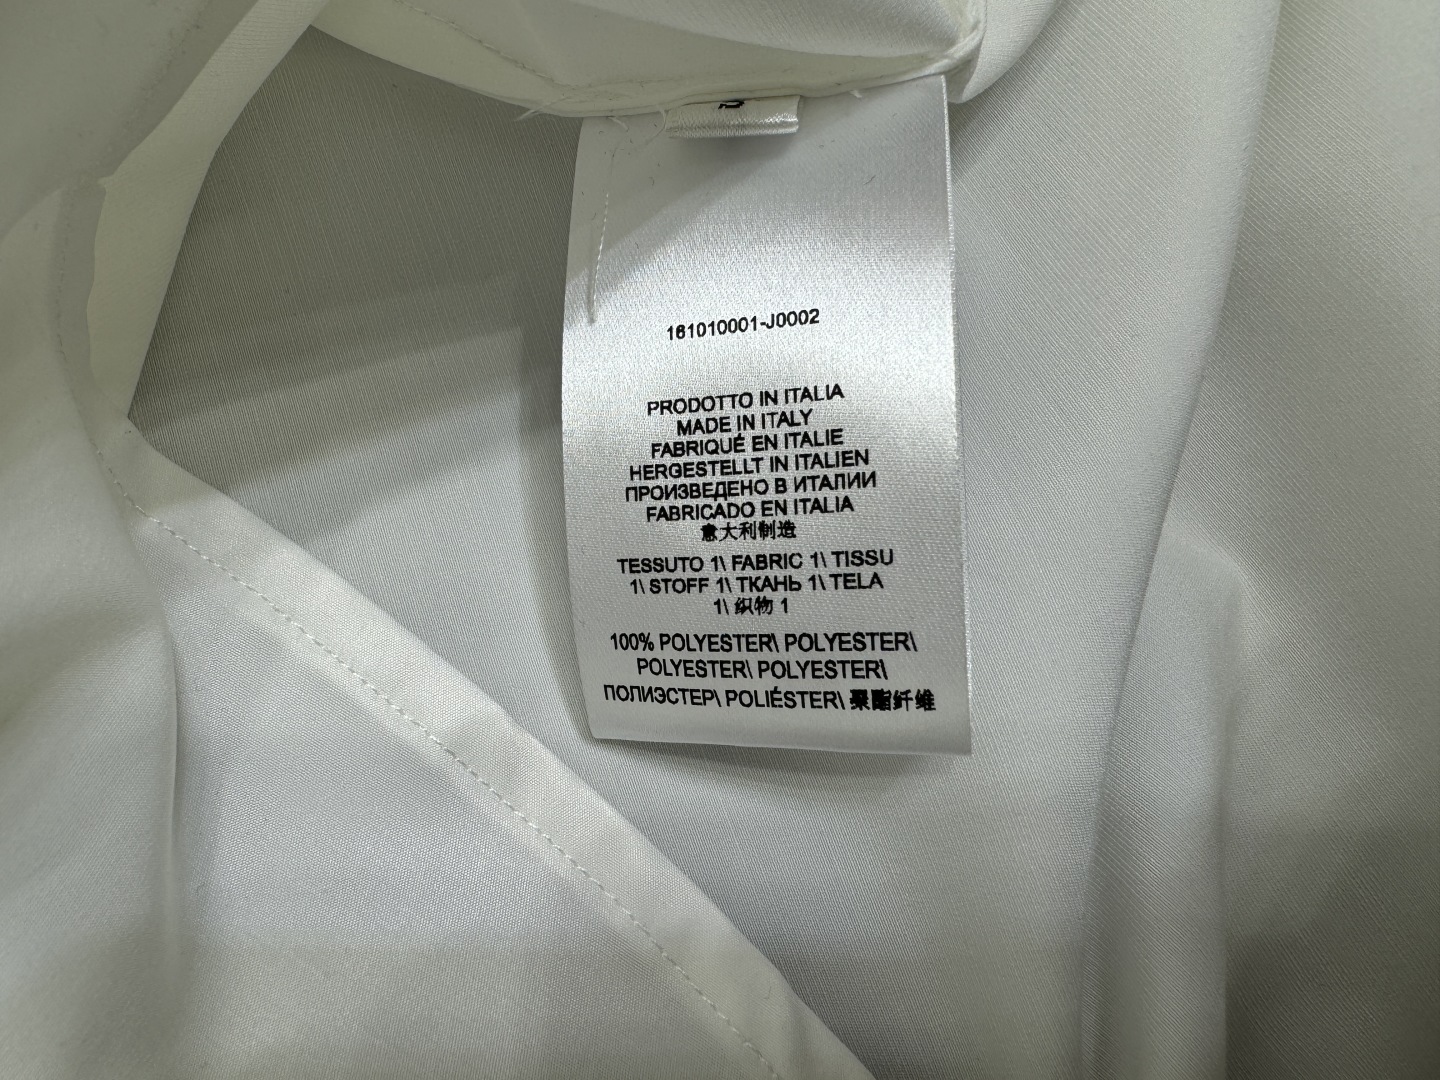 161010001-J0002
PRODOTTO IN ITALIA
MADE IN ITALY
FABRIQUÉ EN ITALIE
HERGESTELLT IN ITALIEN
ПРОИЗВЕДЕНО В ИТАЛИИ
FABRICADO EN ITALIA
意大利制造
TESSUTO 1\ FABRIC 1\ TISSU
1\ STOFF 1\ ТКАНЬ 1\ TELA
1\ 织物 1
100% POLYESTER\ POLYESTER\
POLYESTER\ POLYESTER\
ПОЛИЭСТЕР\ POLIÉSTER\ 聚酯纤维